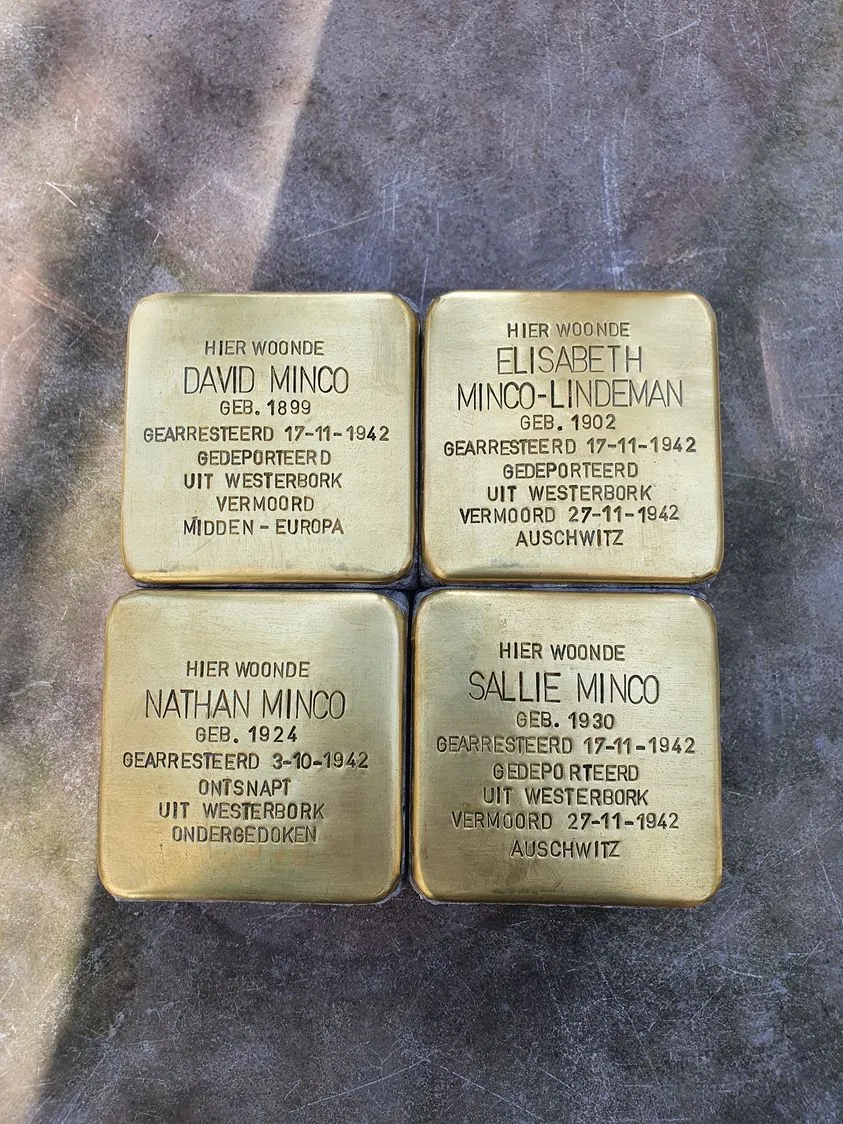 HIER WOONDE
DAVID MINCO
GEB. 1899
GEARRESTEERD 17-11-1942
GEDEPORTEERD
UIT WESTERBORK
VERMOORD
MIDDEN - EUROPA
HIER WOONDE
ELISABETH
MINCO-LINDEMAN
GEB. 1902
GEARRESTEERD 17-11-1942
GEDEPORTEERD
UIT WESTERBORK
VERMOORD 27-11-1942
AUSCHWITZ
HIER WOONDE
NATHAN MINCO
GEB. 1924
GEARRESTEERD 3-10-1942
ONTSNAPT
UIT WESTERBORK
ONDERGEDOKEN
HIER WOONDE
SALLIE MINCO
GEB. 1930
GEARRESTEERD 17-11-1942
GEDEPORTEERD
UIT WESTERBORK
VERMOORD 27-11-1942
AUSCHWITZ